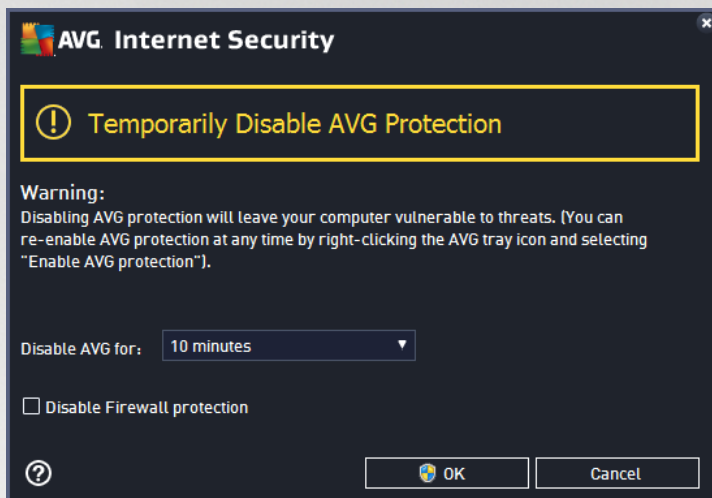 AVG. Internet Security
Temporarily Disable AVG Protection
Warning:
Disabling AVG protection will leave your computer vulnerable to threats. (You can
re-enable AVG protection at any time by right-clicking the AVG tray icon and selecting
"Enable AVG protection").
Disable AVG for: 10 minutes
Disable Firewall protection
OK Cancel